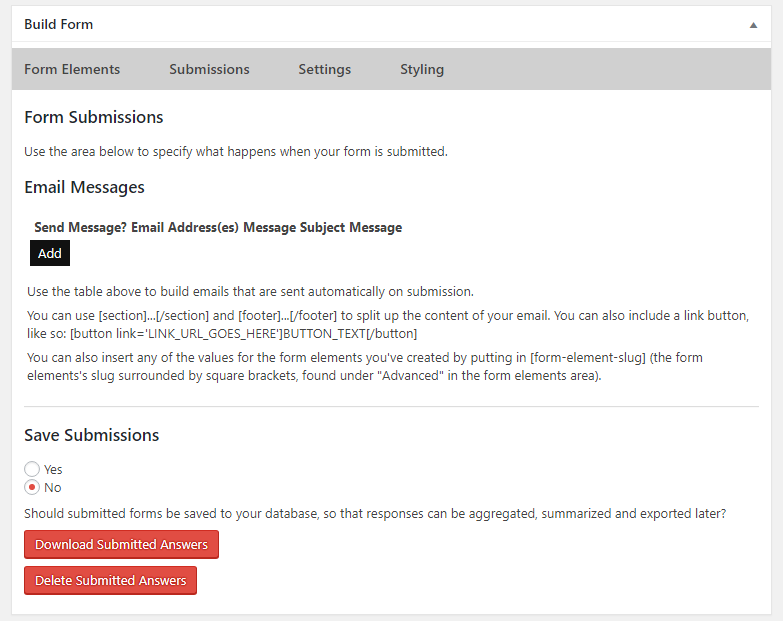 Build Form
Form Elements Submissions Settings Styling
Form Submissions
Use the area below to specify what happens when your form is submitted.
Email Messages
Send Message? Email Address(es) Message Subject Message
Add
Use the table above to build emails that are sent automatically on submission.
You can use [section]...[/section] and [footer]...[/footer] to split up the content of your email. You can also include a link button,
like so: [button link='LINK_URL_GOES_HERE']BUTTON_TEXT[/button]
You can also insert any of the values for the form elements you've created by putting in [form-element-slug] (the form
elements's slug surrounded by square brackets, found under "Advanced" in the form elements area).
Save Submissions
Yes
No
Should submitted forms be saved to your database, so that responses can be aggregated, summarized and exported later?
Download Submitted Answers
Delete Submitted Answers